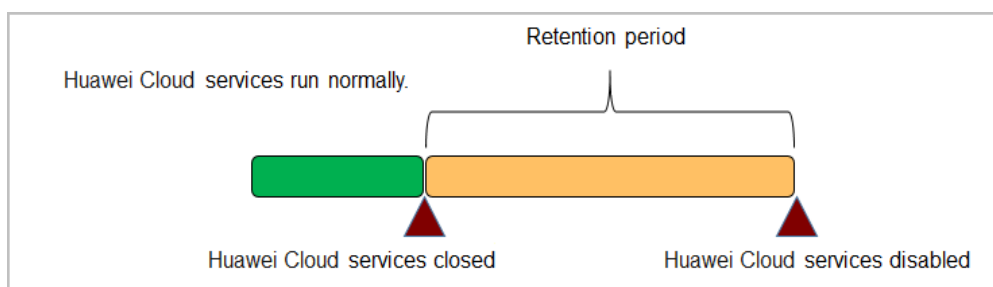 Retention period
Huawei Cloud services run normally.
Huawei Cloud services closed
Huawei Cloud services disabled